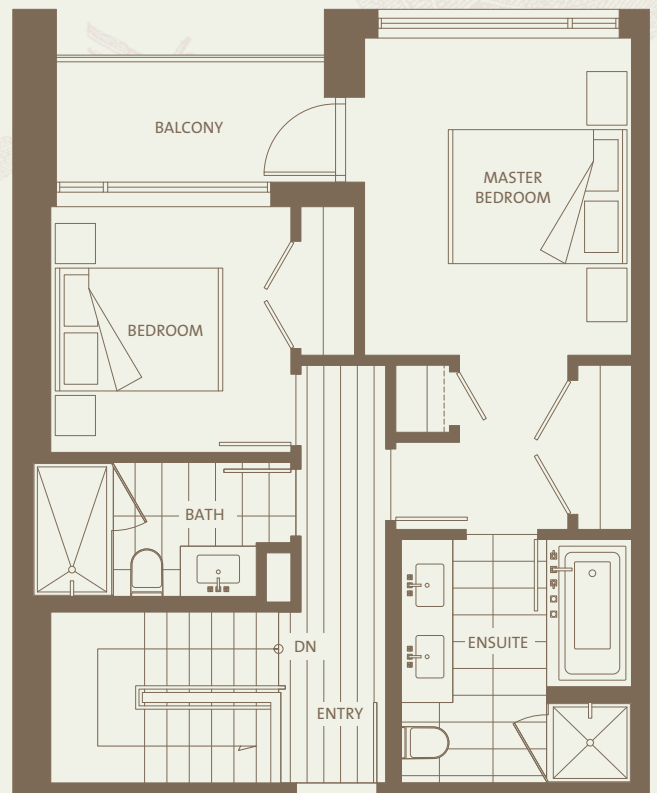 BALCONY
MASTER
BEDROOM
BEDROOM
BATH
DN
ENSUITE
ENTRY